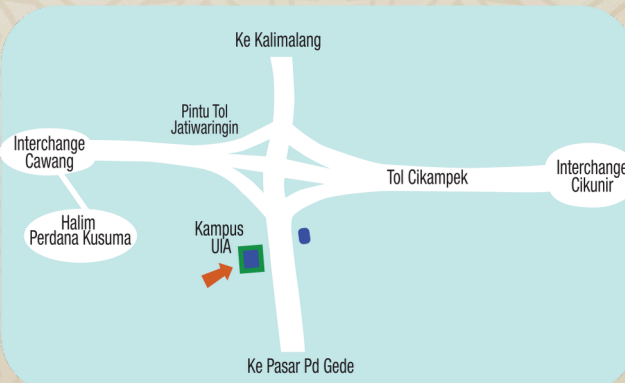 Ke Kalimalang
Pintu Tol
Jatiwaringin
Interchange
Cawang
Tol Cikampek
Interchange
Cikunir
Halim
Perdana Kusuma
Kampus
UIA
Ke Pasar Pd Gede